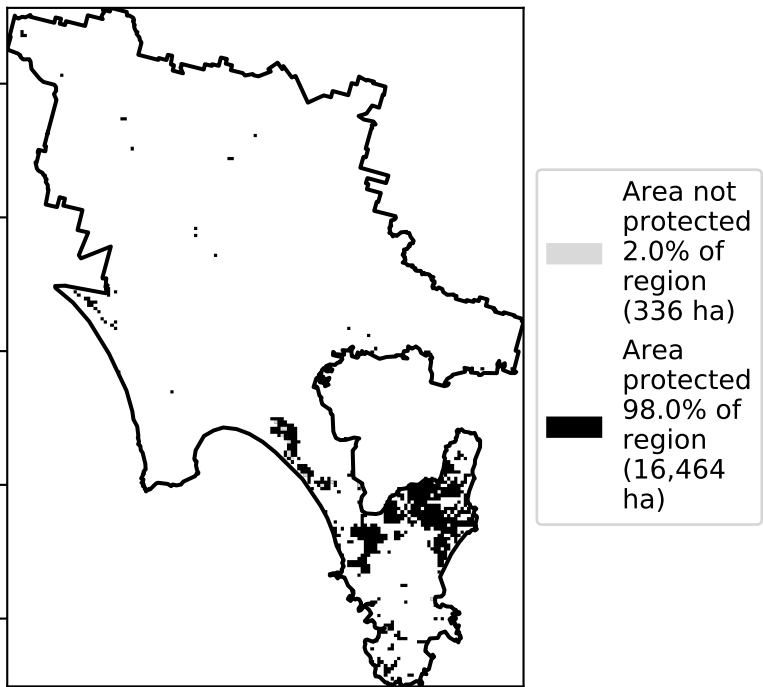 Area not
protected
2.0% of
region
(336 ha)
Area
protected
98.0% of
region
(16,464
ha)